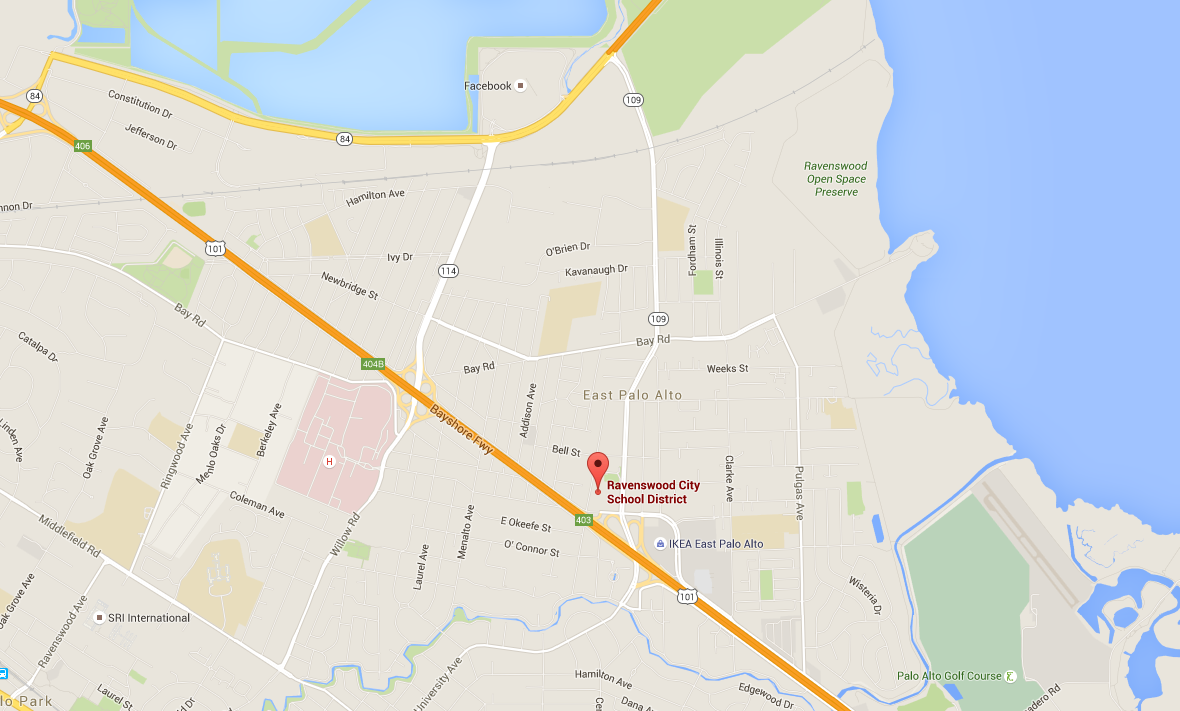 Facebook
84
Constitution Dr
109
84
Jefferson Dr
406
Ravenswood
Open Space
Preserve
Hamilton Ave
101
Fordham St
Illinois St
O'Brien Dr
Ivy Dr
Kavanaugh Dr
114
Newbridge St
Bay Rd
109
Bay Rd
Catalpa Dr
404B
Bay Rd
Weeks St
East Palo Alto
Addison Ave
Bayshore Fwy
Linden Ave
Oak Grove Ave
Ringwood Ave
Menlo Oaks Dr
Berkeley Ave
Bell St
H
Clarke Ave
Pulgas Ave
Ravenswood City
School District
Coleman Ave
403
E Okeefe St
Menalto Ave
Willow Rd
Middlefield Rd
IKEA East Palo Alto
O' Connor St
Laurel Ave
Oak Grove Ave
101
Wisteria Dr
SRI International
Ravenswood Ave
University Ave
Hamilton Ave
Palo Alto Golf Course
Edgewood Dr
Laurel St
lo Park
Dana